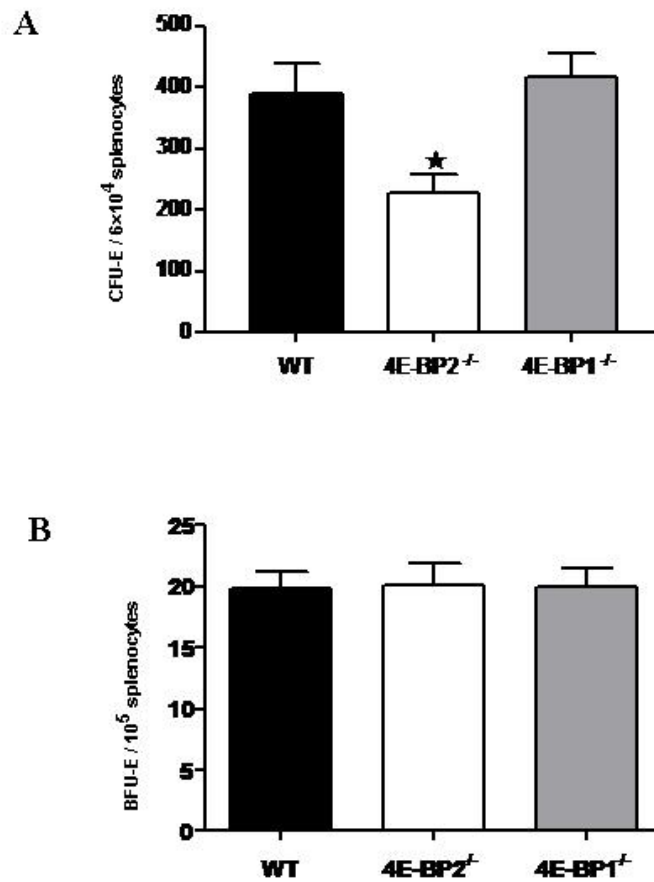 A
CFU-E / 6×10⁴ splenocytes
500
400
300
200
100
0
★
WT 4E-BP2⁻/⁻ 4E-BP1⁻/⁻
B
BFU-E / 10⁵ splenocytes
25
20
15
10
5
0
WT 4E-BP2⁻/⁻ 4E-BP1⁻/⁻